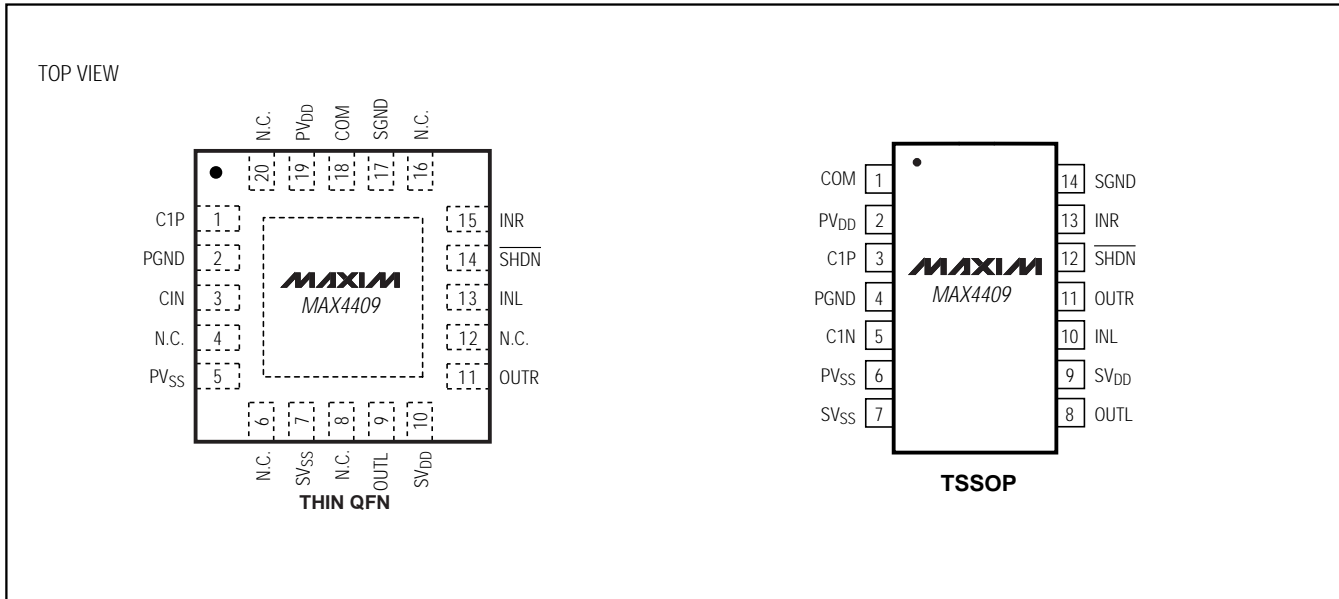 TOP VIEW
N.C. PVDD COM SGND N.C.
20 19 18 17 16
C1P 1
PGND 2
CIN 3
N.C. 4
PVSS 5
15 INR
14 SHDN
13 INL
12 N.C.
11 OUTR
MAXIM
MAX4409
6 7 8 9 10
N.C. SVSS N.C. OUTL SVDD
THIN QFN
COM 1
PVDD 2
C1P 3
PGND 4
C1N 5
PVSS 6
SVSS 7
MAXIM
MAX4409
14 SGND
13 INR
12 SHDN
11 OUTR
10 INL
9 SVDD
8 OUTL
TSSOP